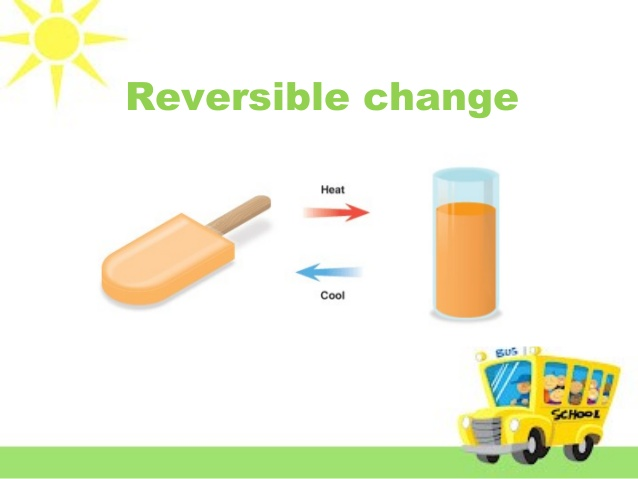 Reversible change
Heat
Cool
BUS
SCHOOL